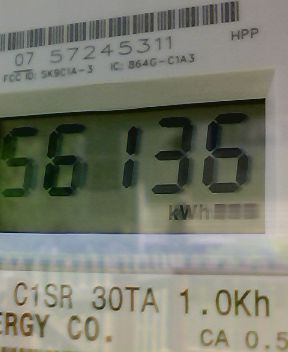 07 57245311
HPP
FCC ID: SK9C1A-3 IC: 864G-C1A3
56136
kWh
C1SR 30TA 1.0Kh
ERGY CO.
CA 0.5